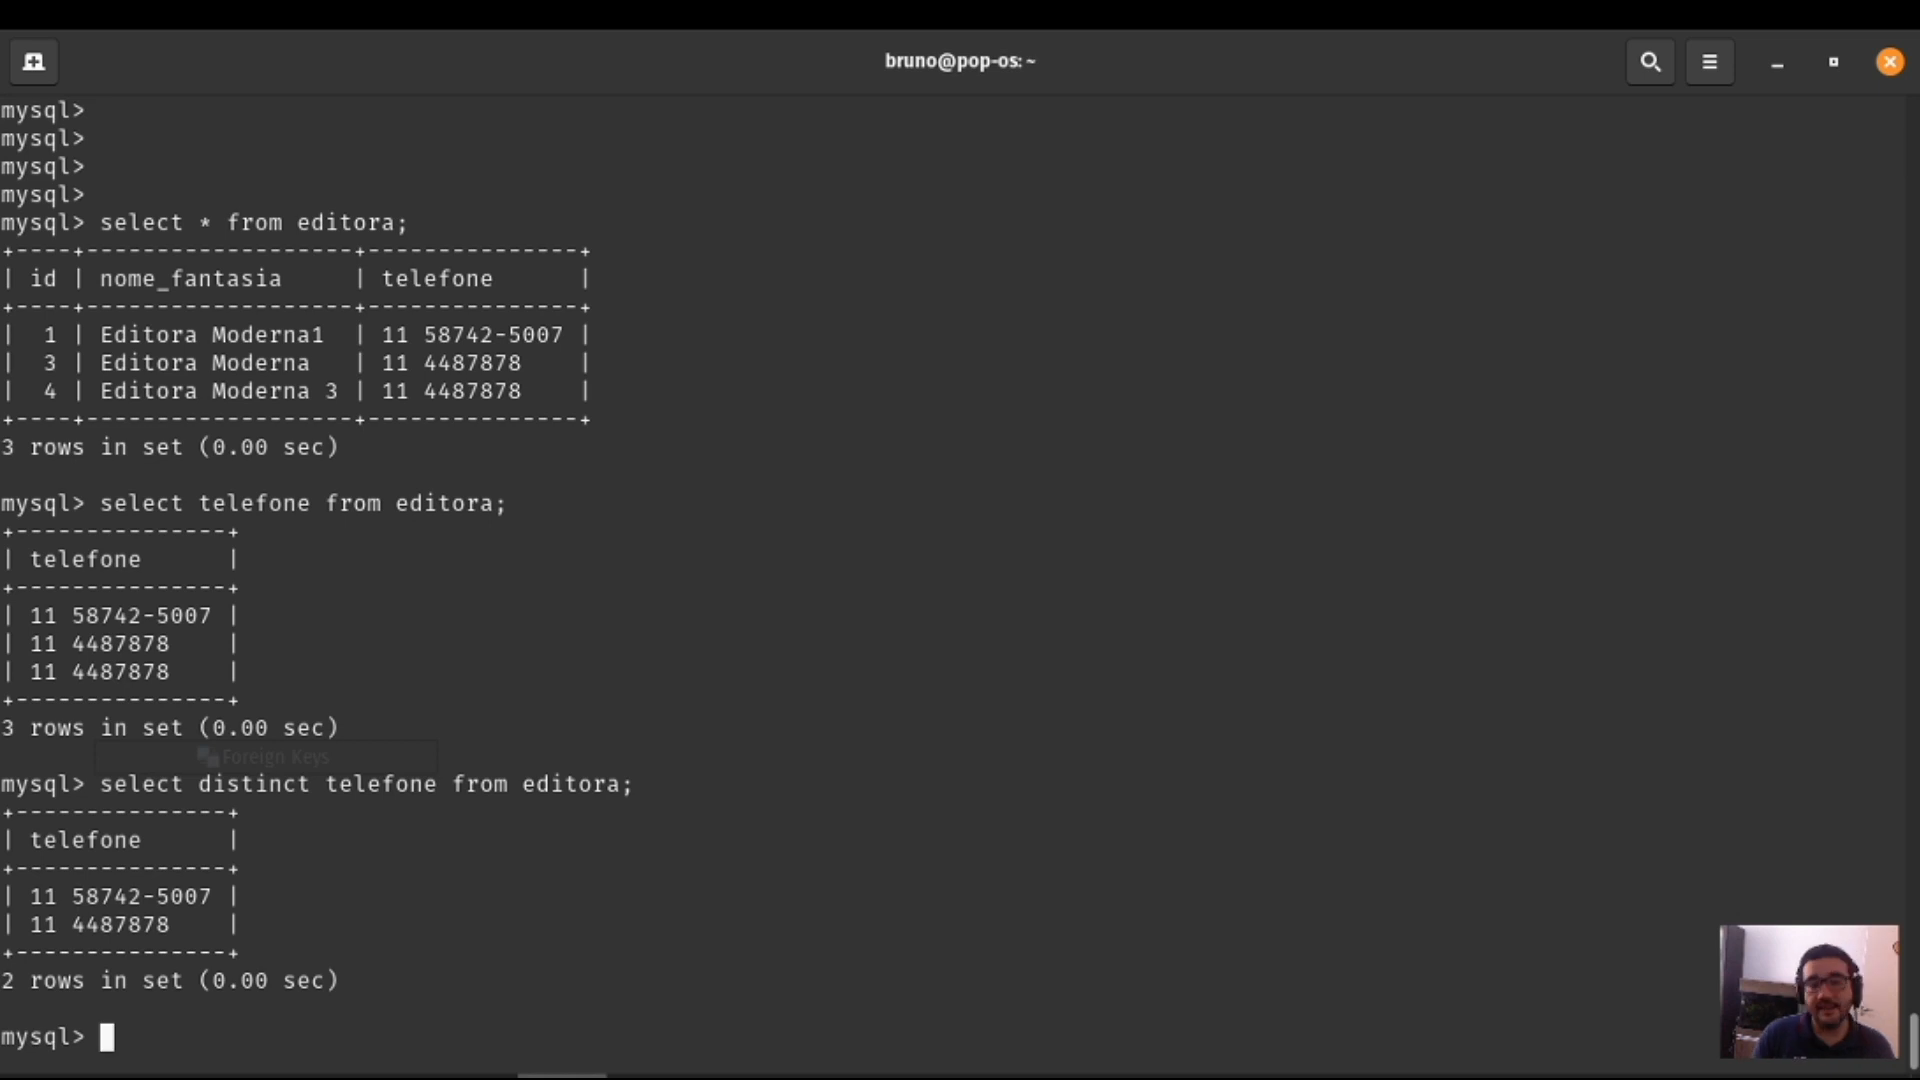 bruno@pop-os: ~
mysql>
mysql>
mysql>
mysql>
mysql> select * from editora;
+----+-------------------+---------------+
| id | nome_fantasia     | telefone      |
+----+-------------------+---------------+
|  1 | Editora Moderna1  | 11 58742-5007 |
|  3 | Editora Moderna   | 11 4487878    |
|  4 | Editora Moderna 3 | 11 4487878    |
+----+-------------------+---------------+
3 rows in set (0.00 sec)
mysql> select telefone from editora;
+---------------+
| telefone      |
+---------------+
| 11 58742-5007 |
| 11 4487878    |
| 11 4487878    |
+---------------+
3 rows in set (0.00 sec)
Foreign Keys
mysql> select distinct telefone from editora;
+---------------+
| telefone      |
+---------------+
| 11 58742-5007 |
| 11 4487878    |
+---------------+
2 rows in set (0.00 sec)
mysql>